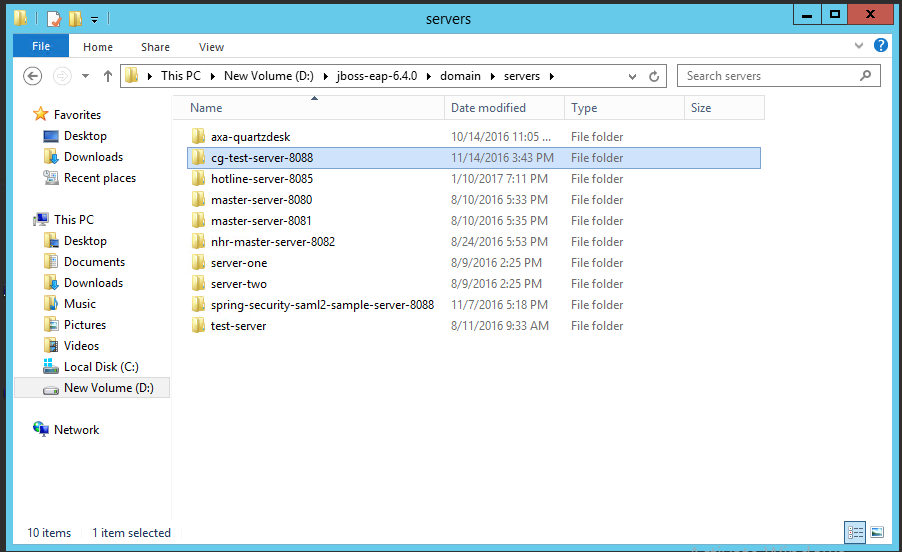 servers
File Home Share View
This PC New Volume (D:) jboss-eap-6.4.0 domain servers Search servers
Name Date modified Type Size
Favorites
Desktop
Downloads
Recent places
This PC
Desktop
Documents
Downloads
Music
Pictures
Videos
Local Disk (C:)
New Volume (D:)
Network
axa-quartzdesk 10/14/2016 11:05 ... File folder
cg-test-server-8088 11/14/2016 3:43 PM File folder
hotline-server-8085 1/10/2017 7:11 PM File folder
master-server-8080 8/10/2016 5:33 PM File folder
master-server-8081 8/10/2016 5:35 PM File folder
nhr-master-server-8082 8/24/2016 5:53 PM File folder
server-one 8/9/2016 2:25 PM File folder
server-two 8/9/2016 2:25 PM File folder
spring-security-saml2-sample-server-8088 11/7/2016 5:18 PM File folder
test-server 8/11/2016 9:33 AM File folder
10 items 1 item selected